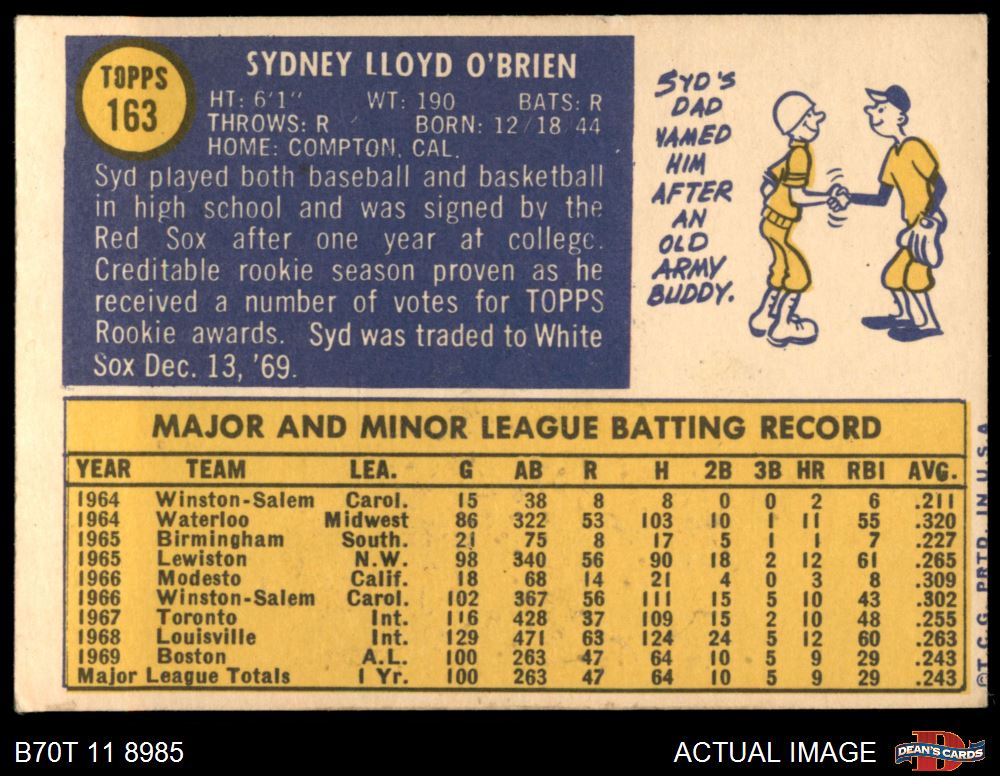 TOPPS
163
SYDNEY LLOYD O'BRIEN
HT: 6'1" WT: 190 BATS: R
THROWS: R BORN: 12/18/44
HOME: COMPTON, CAL.
Syd played both baseball and basketball
in high school and was signed by the
Red Sox after one year at college.
Creditable rookie season proven as he
received a number of votes for TOPPS
Rookie awards. Syd was traded to White
Sox Dec. 13, '69.
SYD'S
DAD
NAMED
HIM
AFTER
AN
OLD
ARMY
BUDDY.
MAJOR AND MINOR LEAGUE BATTING RECORD
YEAR TEAM LEA. G AB R H 2B 3B HR RBI AVG.
1964 Winston-Salem Carol. 15 38 8 8 0 0 2 6 .211
1964 Waterloo Midwest 86 322 53 103 10 1 11 55 .320
1965 Birmingham South. 21 75 8 17 5 1 1 7 .227
1965 Lewiston N.W. 98 340 56 90 18 2 12 61 .265
1966 Modesto Calif. 18 68 14 21 4 0 3 8 .309
1966 Winston-Salem Carol. 102 367 56 111 15 5 10 43 .302
1967 Toronto Int. 116 428 37 109 15 2 10 48 .255
1968 Louisville Int. 129 471 63 124 24 5 12 60 .263
1969 Boston A.L. 100 263 47 64 10 5 9 29 .243
Major League Totals 1 Yr. 100 263 47 64 10 5 9 29 .243
©T.C.G. PRTD. IN U.S.A.
B70T 11 8985
ACTUAL IMAGE
DEAN'S CARDS